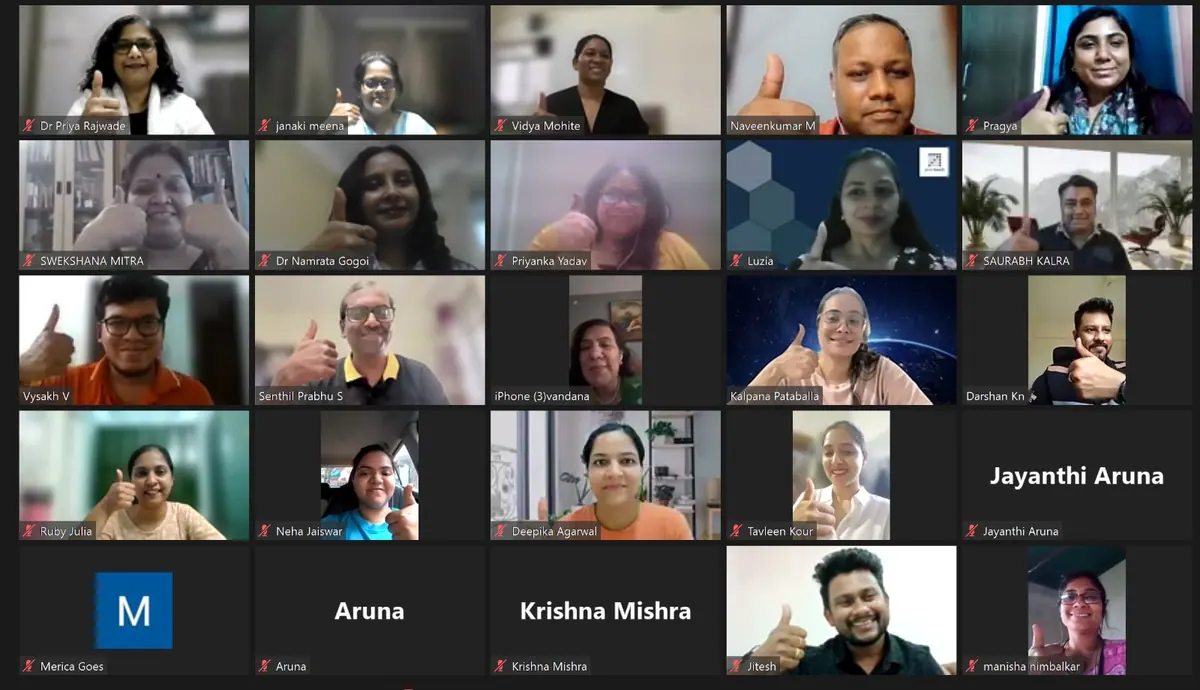 Dr Priya Rajwade
janaki meena
Vidya Mohite
Naveenkumar M
Pragya
SWEKSHANA MITRA
Dr Namrata Gogoi
Priyanka Yadav
Luzia
SAURABH KALRA
Vysakh V
Senthil Prabhu S
iPhone (3)vandana
Kalpana Pataballa
Darshan Kn
Ruby Julia
Neha Jaiswar
Deepika Agarwal
Tavleen Kour
Jayanthi Aruna
Jayanthi Aruna
M
Merica Goes
Aruna
Aruna
Krishna Mishra
Krishna Mishra
Jitesh
manisha nimbalkar